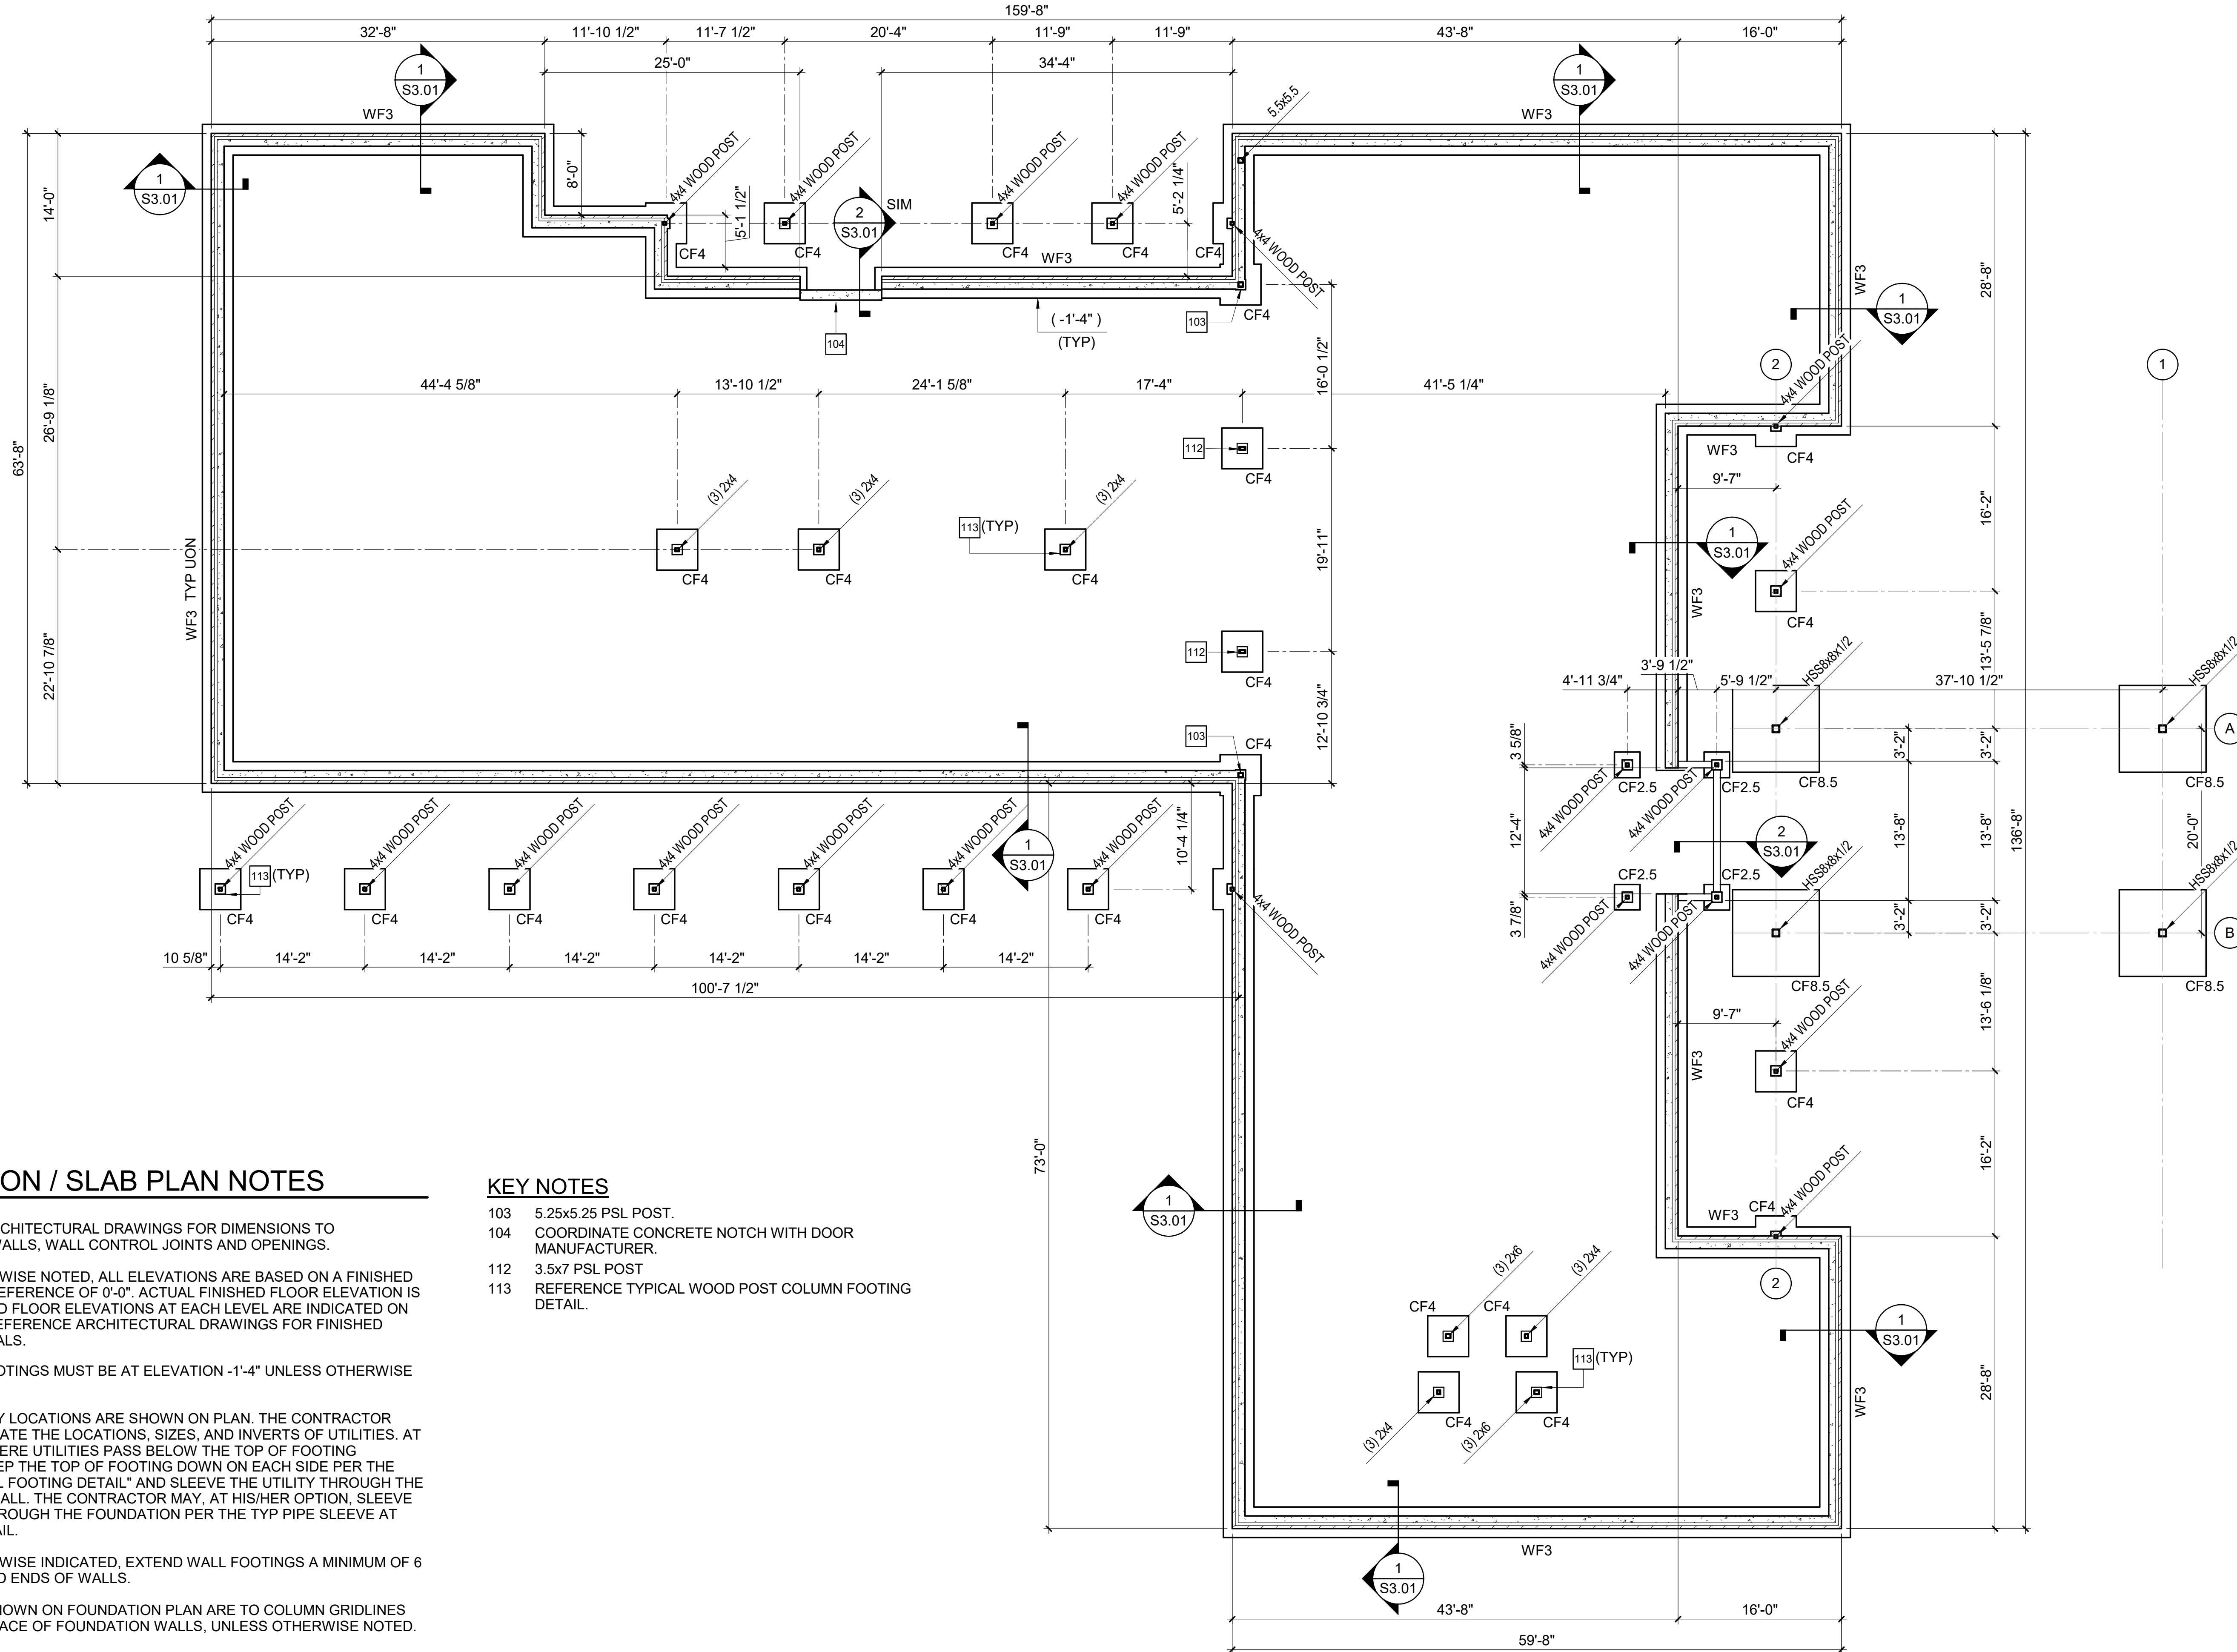 159'-8"
32'-8"
11'-10 1/2"
11'-7 1/2"
20'-4"
11'-9"
11'-9"
43'-8"
16'-0"
25'-0"
34'-4"
1
S3.01
1
S3.01
WF3
WF3
5.5x5.5
1
S3.01
14'-0"
8'-0"
4x4 WOOD POST
4x4 WOOD POST
4x4 WOOD POST
4x4 WOOD POST
5'-1 1/2"
5'-2 1/4"
2
S3.01
SIM
CF4
CF4
CF4
CF4
CF4
WF3
4x4 WOOD POST
WF3
28'-8"
1
S3.01
103
CF4
( -1'-4" )
(TYP)
104
16'-0 1/2"
4x4 WOOD POST
2
1
63'-8"
26'-9 1/8"
44'-4 5/8"
13'-10 1/2"
24'-1 5/8"
17'-4"
41'-5 1/4"
112
CF4
WF3
CF4
9'-7"
16'-2"
(3) 2x4
(3) 2x4
(3) 2x4
113
(TYP)
CF4
CF4
CF4
19'-11"
1
S3.01
4x4 WOOD POST
CF4
WF3 TYP UON
WF3
136'-8"
22'-10 7/8"
112
CF4
12'-10 3/4"
3'-9 1/2"
4'-11 3/4"
5'-9 1/2"
37'-10 1/2"
13'-5 7/8"
HSS8x8x1/2
HSS8x8x1/2
A
103
CF4
3 5/8"
3'-2"
3'-2"
CF2.5
CF2.5
CF8.5
CF8.5
4x4 WOOD POST
4x4 WOOD POST
12'-4"
13'-8"
13'-8"
20'-0"
2
S3.01
HSS8x8x1/2
HSS8x8x1/2
CF2.5
CF2.5
4x4 WOOD POST
4x4 WOOD POST
3 7/8"
3'-2"
3'-2"
B
CF8.5
CF8.5
4x4 WOOD POST
4x4 WOOD POST
4x4 WOOD POST
4x4 WOOD POST
4x4 WOOD POST
4x4 WOOD POST
4x4 WOOD POST
113
(TYP)
1
S3.01
10'-4 1/4"
CF4
CF4
CF4
CF4
CF4
CF4
CF4
4x4 WOOD POST
10 5/8"
14'-2"
14'-2"
14'-2"
14'-2"
14'-2"
14'-2"
100'-7 1/2"
9'-7"
4x4 WOOD POST
13'-6 1/8"
WF3
CF4
73'-0"
16'-2"
1
S3.01
WF3
CF4
4x4 WOOD POST
2
(3) 2x6
(3) 2x4
CF4
CF4
113
(TYP)
CF4
CF4
(3) 2x4
(3) 2x6
1
S3.01
WF3
28'-8"
WF3
1
S3.01
43'-8"
16'-0"
59'-8"
ON / SLAB PLAN NOTES
CHITECTURAL DRAWINGS FOR DIMENSIONS TO
WALLS, WALL CONTROL JOINTS AND OPENINGS.
WISE NOTED, ALL ELEVATIONS ARE BASED ON A FINISHED
EFERENCE OF 0'-0". ACTUAL FINISHED FLOOR ELEVATION IS
D FLOOR ELEVATIONS AT EACH LEVEL ARE INDICATED ON
EFERENCE ARCHITECTURAL DRAWINGS FOR FINISHED
ALS.
OTINGS MUST BE AT ELEVATION -1'-4" UNLESS OTHERWISE
Y LOCATIONS ARE SHOWN ON PLAN. THE CONTRACTOR
ATE THE LOCATIONS, SIZES, AND INVERTS OF UTILITIES. AT
ERE UTILITIES PASS BELOW THE TOP OF FOOTING
EP THE TOP OF FOOTING DOWN ON EACH SIDE PER THE
L FOOTING DETAIL" AND SLEEVE THE UTILITY THROUGH THE
ALL. THE CONTRACTOR MAY, AT HIS/HER OPTION, SLEEVE
ROUGH THE FOUNDATION PER THE TYP PIPE SLEEVE AT
AIL.
WISE INDICATED, EXTEND WALL FOOTINGS A MINIMUM OF 6
D ENDS OF WALLS.
HOWN ON FOUNDATION PLAN ARE TO COLUMN GRIDLINES
ACE OF FOUNDATION WALLS, UNLESS OTHERWISE NOTED.
KEY NOTES
103 5.25x5.25 PSL POST.
104 COORDINATE CONCRETE NOTCH WITH DOOR
MANUFACTURER.
112 3.5x7 PSL POST
113 REFERENCE TYPICAL WOOD POST COLUMN FOOTING
DETAIL.